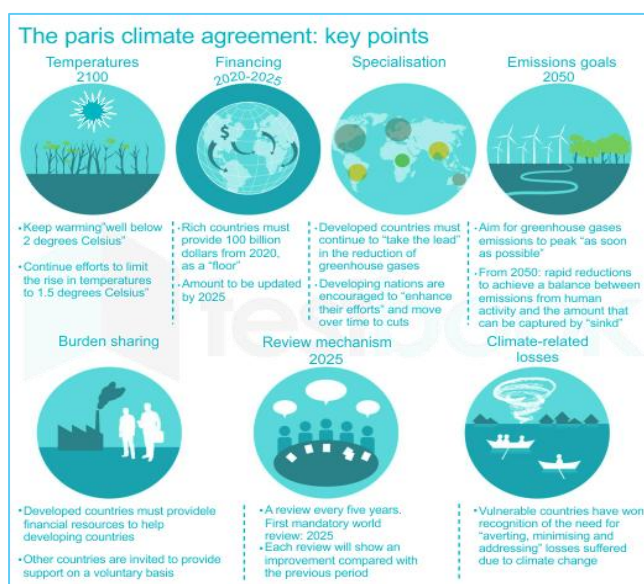 The paris climate agreement: key points
Temperatures
2100
Keep warming"well below
2 degrees Celsius"
Continue efforts to limit
the rise in temperatures
to 1.5 degrees Celsius"
Financing
2020-2025
$
Rich countries must
provide 100 billion
dollars from 2020,
as a "floor"
Amount to be updated
by 2025
Specialisation
Developed countries must
continue to "take the lead"
in the reduction of
greenhouse gases
Developing nations are
encouraged to "enhance
their efforts" and move
over time to cuts
Emissions goals
2050
Aim for greenhouse gases
emissions to peak "as soon
as possible"
From 2050: rapid reductions
to achieve a balance between
emissions from human
activity and the amount that
can be captured by "sinkd"
Burden sharing
Developed countries must providele
financial resources to help
developing countries
Other countries are invited to provide
support on a voluntary basis
Review mechanism
2025
A review every five years.
First mandatory world
review: 2025
Each review will show an
improvement compared with
the previous period
Climate-related
losses
Vulnerable countries have won
recognition of the need for
"averting, minimising and
addressing" losses suffered
due to climate change